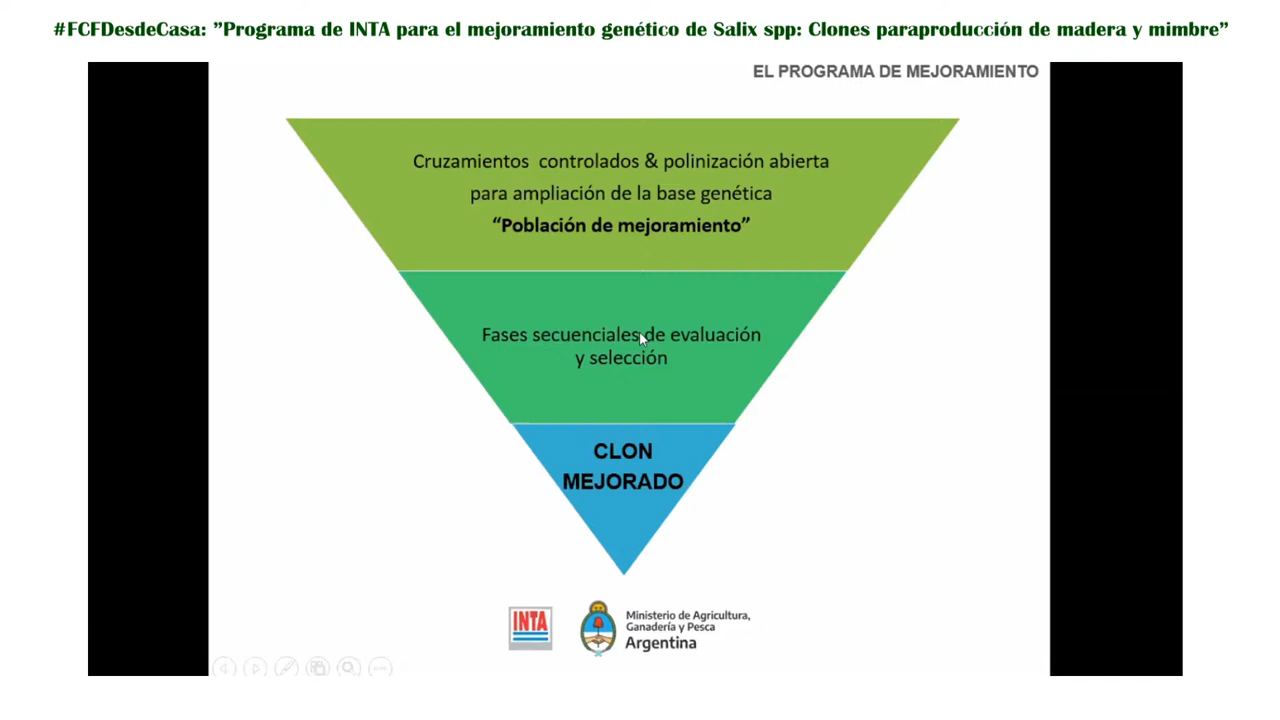 #FCFDesdeCasa: ”Programa de INTA para el mejoramiento genético de Salix spp: Clones paraproducción de madera y mimbre”
EL PROGRAMA DE MEJORAMIENTO
Cruzamientos controlados & polinización abierta
para ampliación de la base genética
“Población de mejoramiento”
Fases secuenciales de evaluación
y selección
CLON
MEJORADO
INTA
Ministerio de Agricultura,
Ganadería y Pesca
Argentina